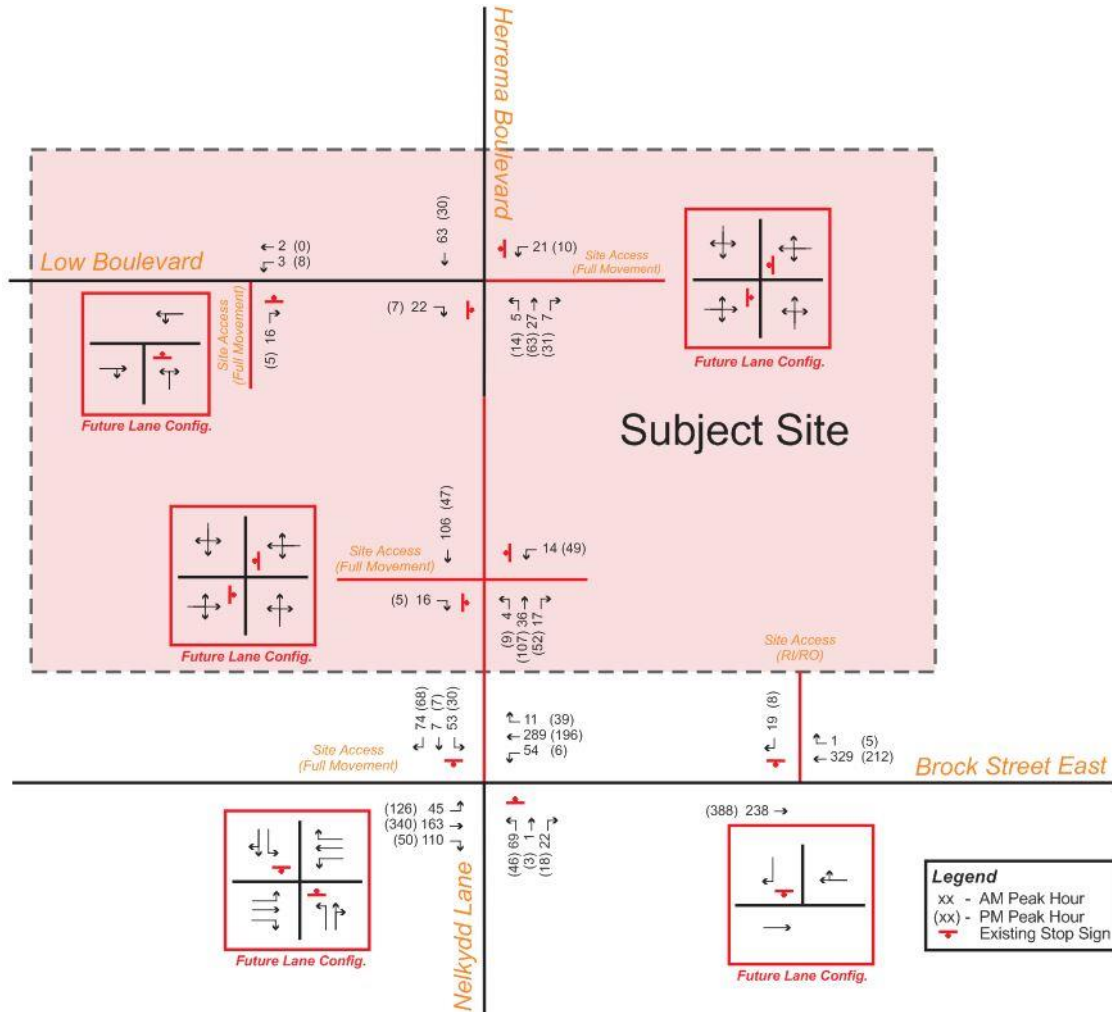 Herrema Boulevard
63 (30)
2 (0)
3 (8)
21 (10)
Site Access
(Full Movement)
Low Boulevard
Site Access
(Full Movement)
(5) 16
(7) 22
(14) 5
(63) 27
(31) 7
Future Lane Config.
Future Lane Config.
Subject Site
106 (47)
Site Access
(Full Movement)
14 (49)
(5) 16
(9) 4
(107) 36
(52) 17
Future Lane Config.
Site Access
(RI/RO)
74 (68)
7 (7)
53 (30)
11 (39)
289 (196)
54 (6)
19 (8)
1 (5)
329 (212)
Site Access
(Full Movement)
Brock Street East
(126) 45
(340) 163
(50) 110
(46) 69
(3) 1
(18) 22
(388) 238
Nelkydd Lane
Future Lane Config.
Future Lane Config.
Legend
xx - AM Peak Hour
(xx) - PM Peak Hour
Existing Stop Sign